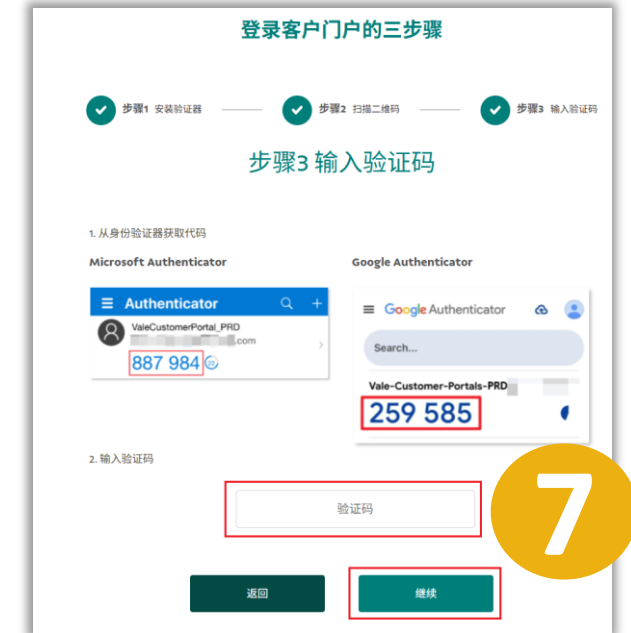 登录客户门户的三步骤
步骤1 安装验证器
步骤2 扫描二维码
步骤3 输入验证码
步骤3 输入验证码
1. 从身份验证器获取代码
Microsoft Authenticator
Google Authenticator
Authenticator
ValeCustomerPortal_PRD
.com
887 984
Google Authenticator
Search...
Vale-Customer-Portals-PRD
259 585
2. 输入验证码
验证码
7
返回
继续